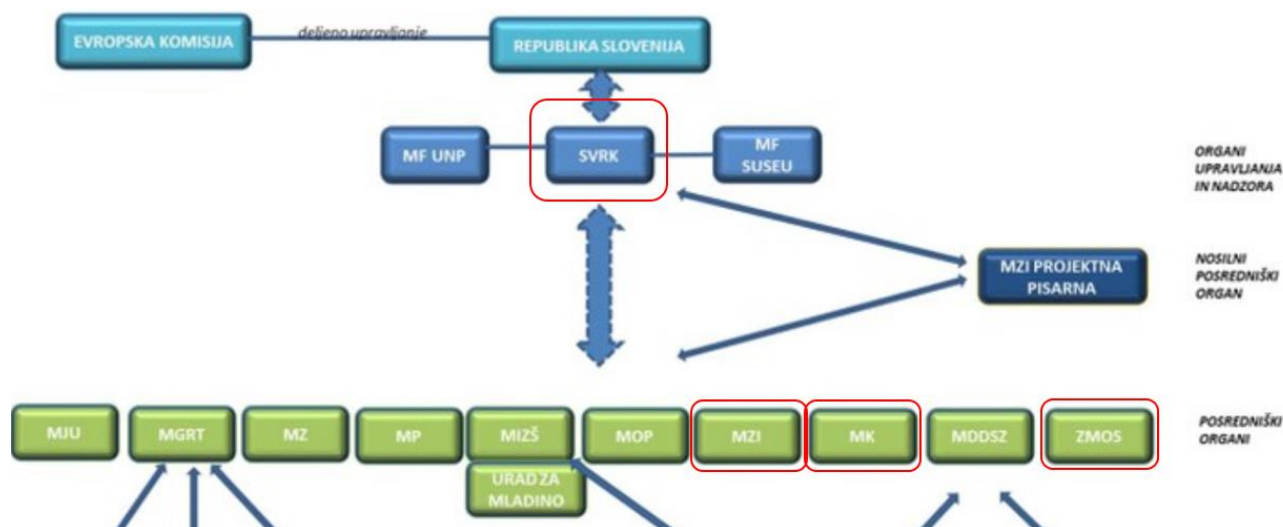 EVROPSKA KOMISIJA
deljeno upravljanje
REPUBLIKA SLOVENIJA
MF UNP
SVRK
MF
SUSEU
ORGANI
UPRAVLJANJA
IN NADZORA
MZI PROJEKTNA
PISARNA
NOSILNI
POSREDNIŠKI
ORGAN
MJU
MGRT
MZ
MP
MIZŠ
MOP
MZI
MK
MDDSZ
ZMOS
POSREDNIŠKI
ORGANI
URAD ZA
MLADINO